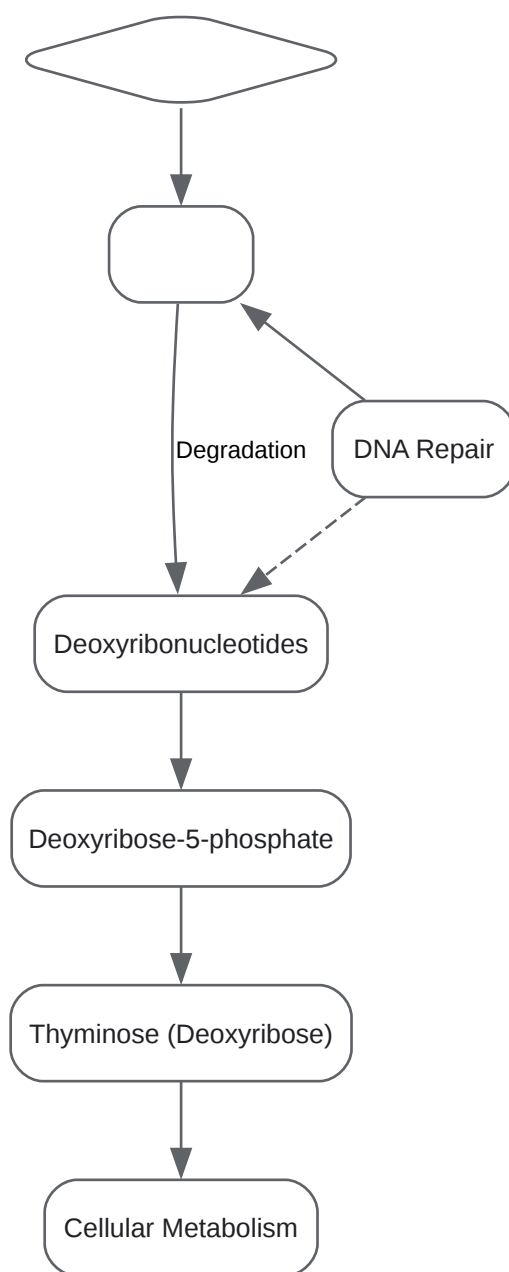 Degradation
DNA Repair
Deoxyribonucleotides
Deoxyribose-5-phosphate
Thyminose (Deoxyribose)
Cellular Metabolism